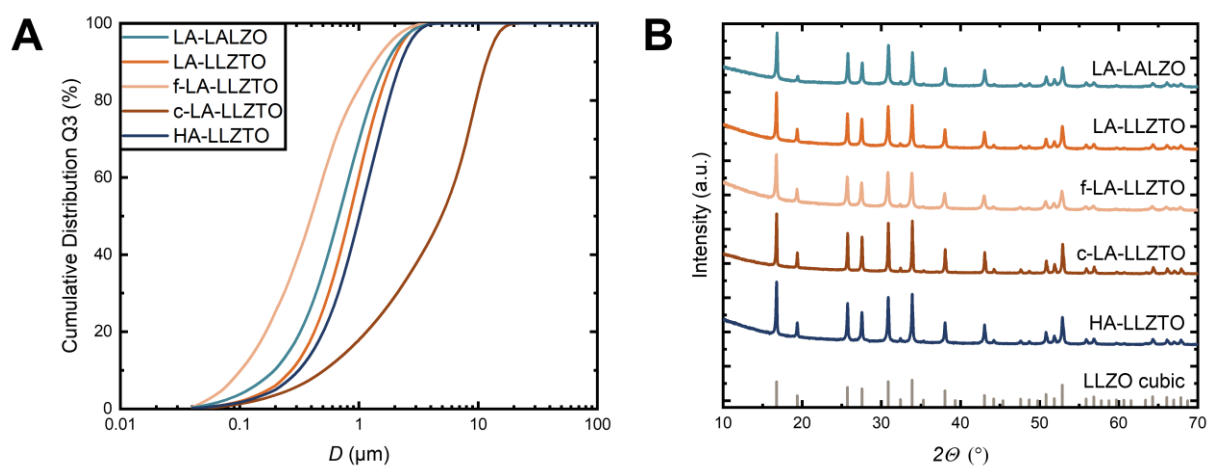 A
Cumulative Distribution Q3 (%)
100
80
60
40
20
0
LA-LALZO
LA-LLZTO
f-LA-LLZTO
c-LA-LLZTO
HA-LLZTO
0.01
0.1
1
10
100
D (µm)
B
Intensity (a.u.)
LA-LALZO
LA-LLZTO
f-LA-LLZTO
c-LA-LLZTO
HA-LLZTO
LLZO cubic
10
20
30
40
50
60
70
2Θ (°)